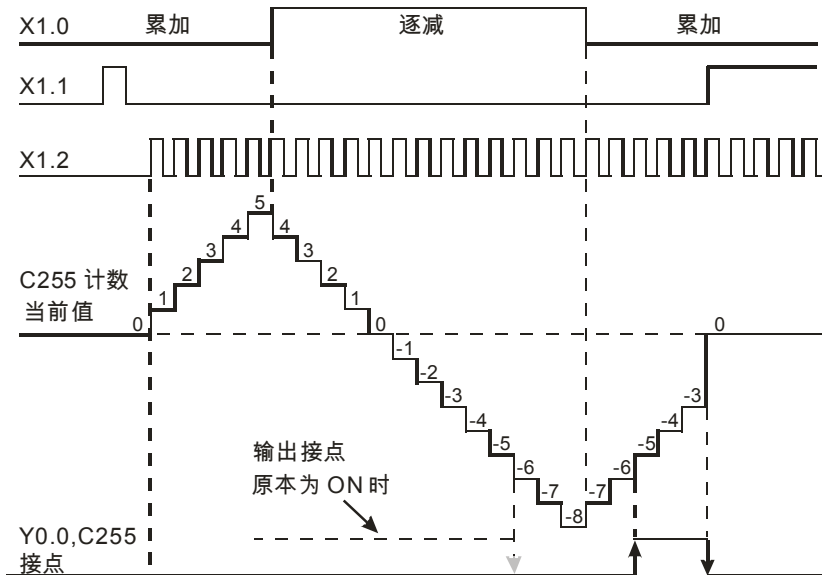 X1.0 累加 逐减 累加
X1.1
X1.2
5
4 4
3 3
2 2
C255 计数
当前值
1 1
0 0 0
-1
-2
-3 -3
-4 -4
-5 -5
输出接点
原本为 ON 时
-6 -6
-7 -7
-8
Y0.0,C255
接点